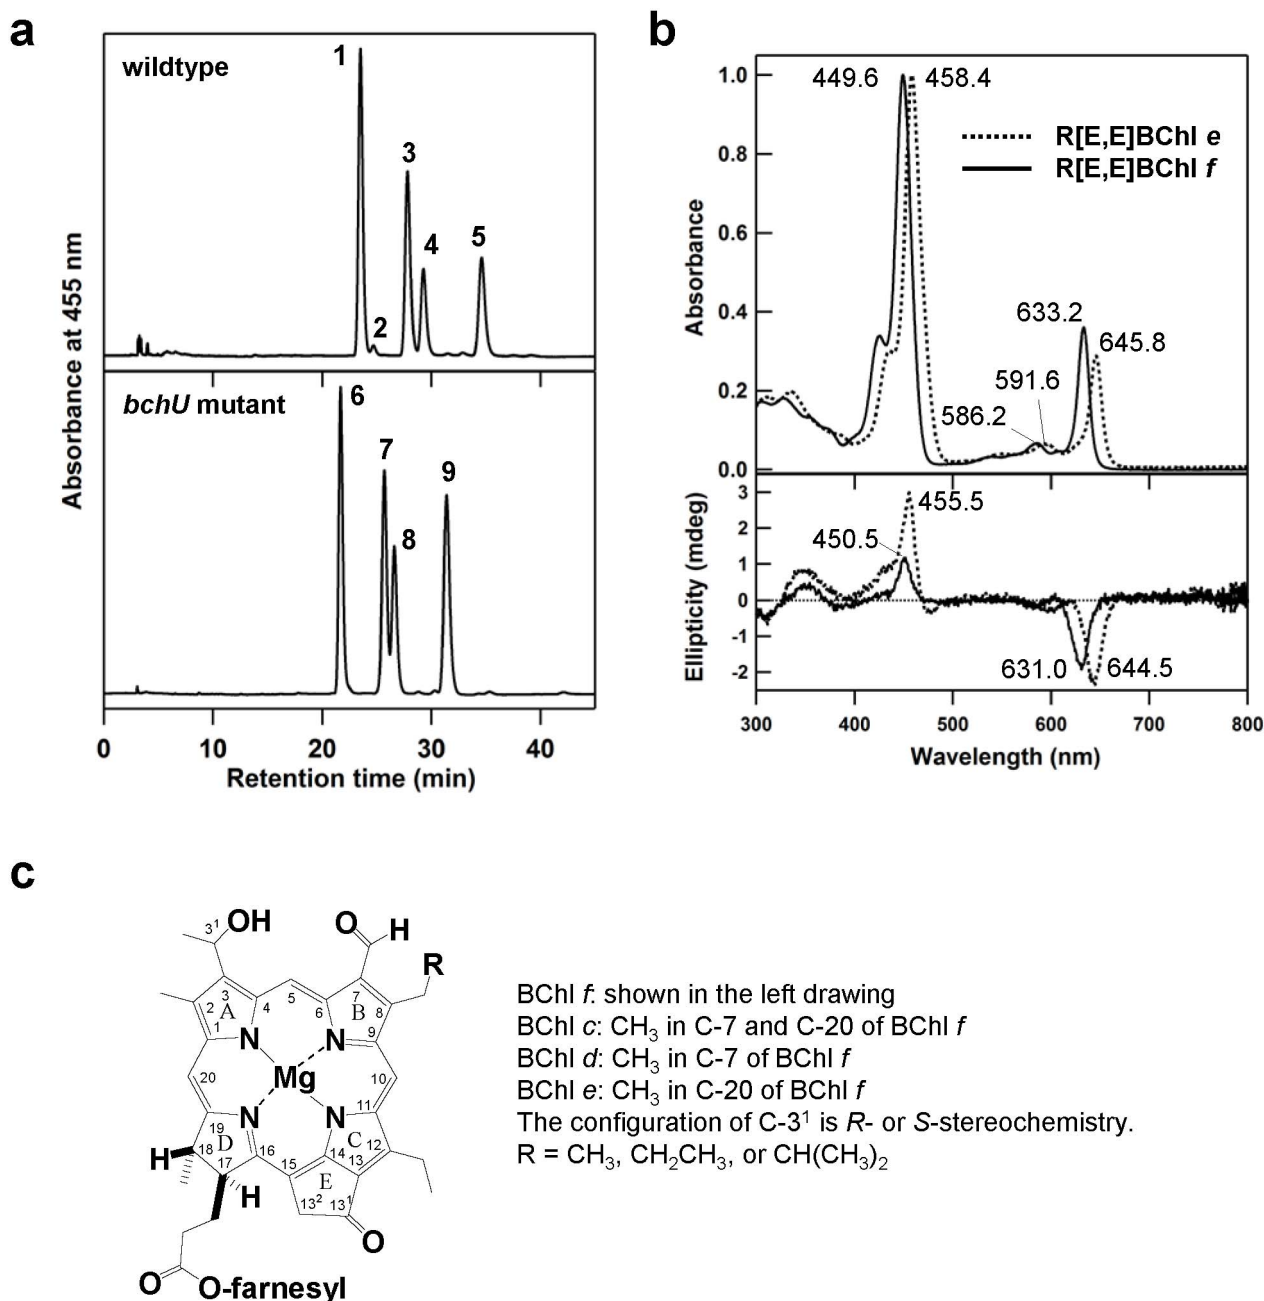 a
wildtype
1
2
3
4
5
bchU mutant
6
7
8
9
Absorbance at 455 nm
0 10 20 30 40
Retention time (min)
b
449.6 458.4
R[E,E]BChl e
R[E,E]BChl f
633.2
645.8
591.6
586.2
1.0
0.8
0.6
0.4
0.2
0.0
Absorbance
455.5
450.5
631.0 644.5
3
2
1
0
-1
-2
Ellipticity (mdeg)
300 400 500 600 700 800
Wavelength (nm)
c
3¹ OH O H
R
2 3 4 5 6 7 8
A B
1 N N 9
20 Mg 10
N N 11
19 D C 12
H 18 17 16 15 14 13
E
H 13² 13¹
O
O O-farnesyl
BChl f: shown in the left drawing
BChl c: CH₃ in C-7 and C-20 of BChl f
BChl d: CH₃ in C-7 of BChl f
BChl e: CH₃ in C-20 of BChl f
The configuration of C-3¹ is R- or S-stereochemistry.
R = CH₃, CH₂CH₃, or CH(CH₃)₂